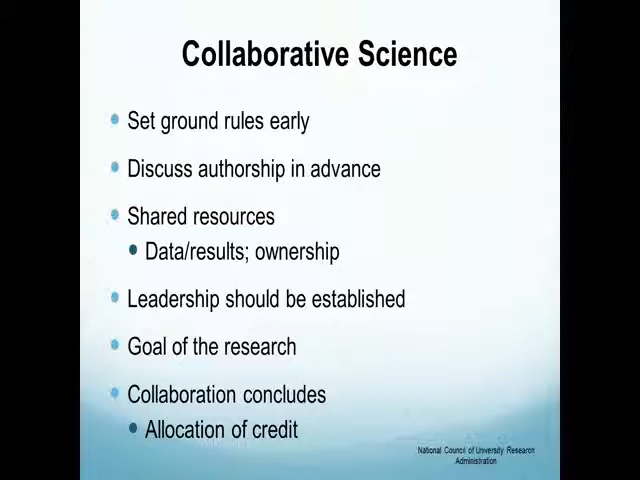 Collaborative Science
Set ground rules early
Discuss authorship in advance
Shared resources
Data/results; ownership
Leadership should be established
Goal of the research
Collaboration concludes
Allocation of credit
National Council of University Research
Administration